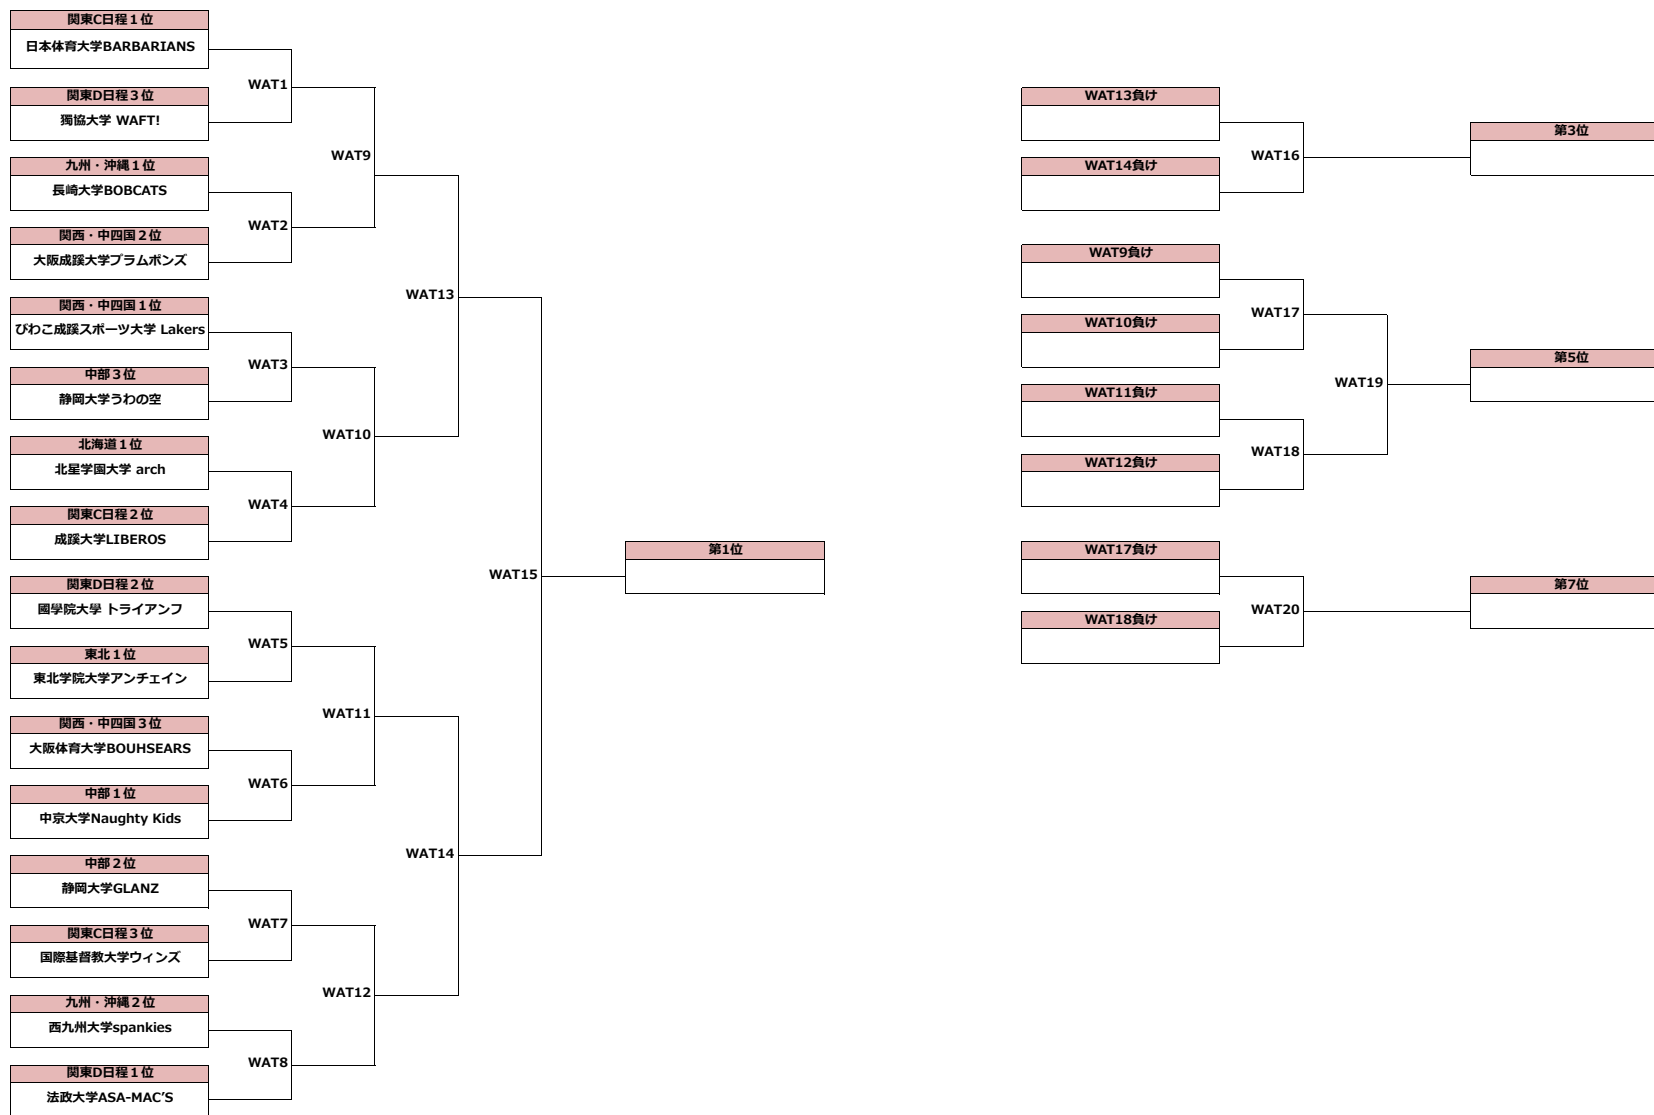 関東C日程１位
日本体育大学BARBARIANS
WAT1
関東D日程３位
獨協大学 WAFT!
WAT9
九州・沖縄１位
長崎大学BOBCATS
WAT2
関西・中四国２位
大阪成蹊大学プラムポンズ
WAT13
関西・中四国１位
びわこ成蹊スポーツ大学 Lakers
WAT3
中部３位
静岡大学うわの空
WAT10
北海道１位
北星学園大学 arch
WAT4
関東C日程２位
成蹊大学LIBEROS
WAT15
第1位
関東D日程２位
國學院大學 トライアンフ
WAT5
東北１位
東北学院大学アンチェイン
WAT11
関西・中四国３位
大阪体育大学BOUHSEARS
WAT6
中部１位
中京大学Naughty Kids
WAT14
中部２位
静岡大学GLANZ
WAT7
関東C日程３位
国際基督教大学ウィンズ
WAT12
九州・沖縄２位
西九州大学spankies
WAT8
関東D日程１位
法政大学ASA-MAC’S
WAT13負け
WAT16
第3位
WAT14負け
WAT9負け
WAT17
WAT10負け
WAT19
第5位
WAT11負け
WAT18
WAT12負け
WAT17負け
WAT20
第7位
WAT18負け